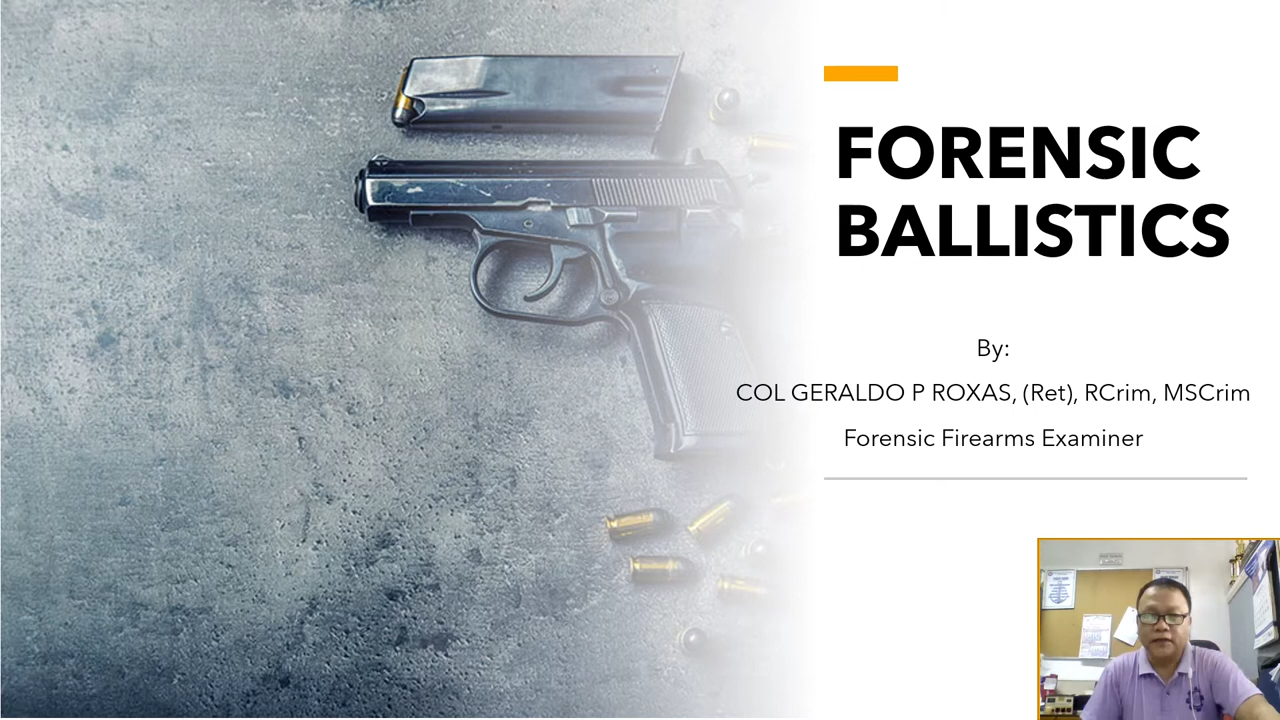 FORENSIC
BALLISTICS
By:
COL GERALDO P ROXAS, (Ret), RCrim, MSCrim
Forensic Firearms Examiner